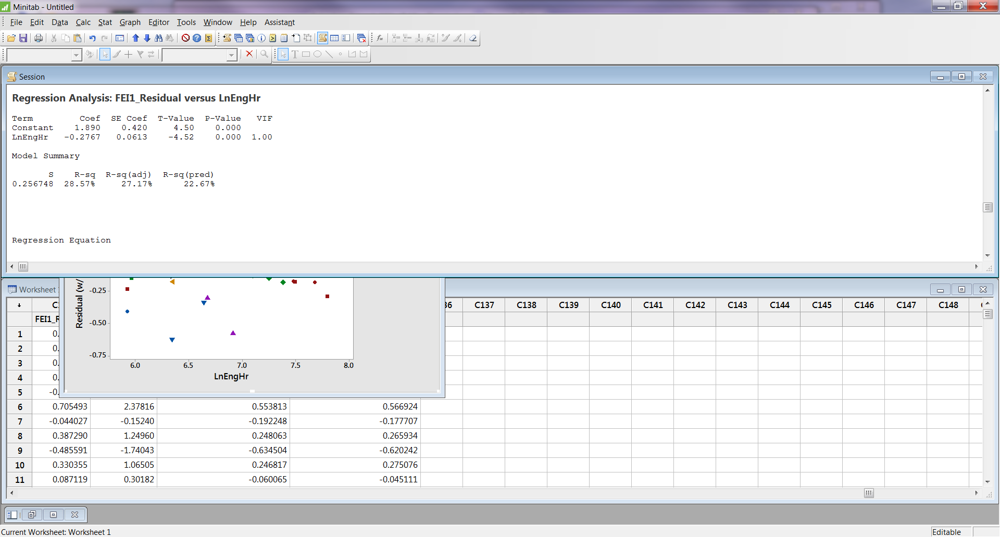 Minitab - Untitled
File Edit Data Calc Stat Graph Editor Tools Window Help Assistant
Session
Regression Analysis: FEI1_Residual versus LnEngHr
Term Coef SE Coef T-Value P-Value VIF
Constant 1.890 0.420 4.50 0.000
LnEngHr -0.2767 0.0613 -4.52 0.000 1.00
Model Summary
S R-sq R-sq(adj) R-sq(pred)
0.256748 28.57% 27.17% 22.67%
Regression Equation
Worksheet
C137 C138 C139 C140 C141 C142 C143 C144 C145 C146 C147 C148
Residual (w/
-0.25
-0.50
-0.75
6.0 6.5 7.0 7.5 8.0
LnEngHr
1
2
3
4
5
6 0.705493 2.37816 0.553813 0.566924
7 -0.044027 -0.15240 -0.192248 -0.177707
8 0.387290 1.24960 0.248063 0.265934
9 -0.485591 -1.74043 -0.634504 -0.620242
10 0.330355 1.06505 0.246817 0.275076
11 0.087119 0.30182 -0.060065 -0.045111
Current Worksheet: Worksheet 1
Editable